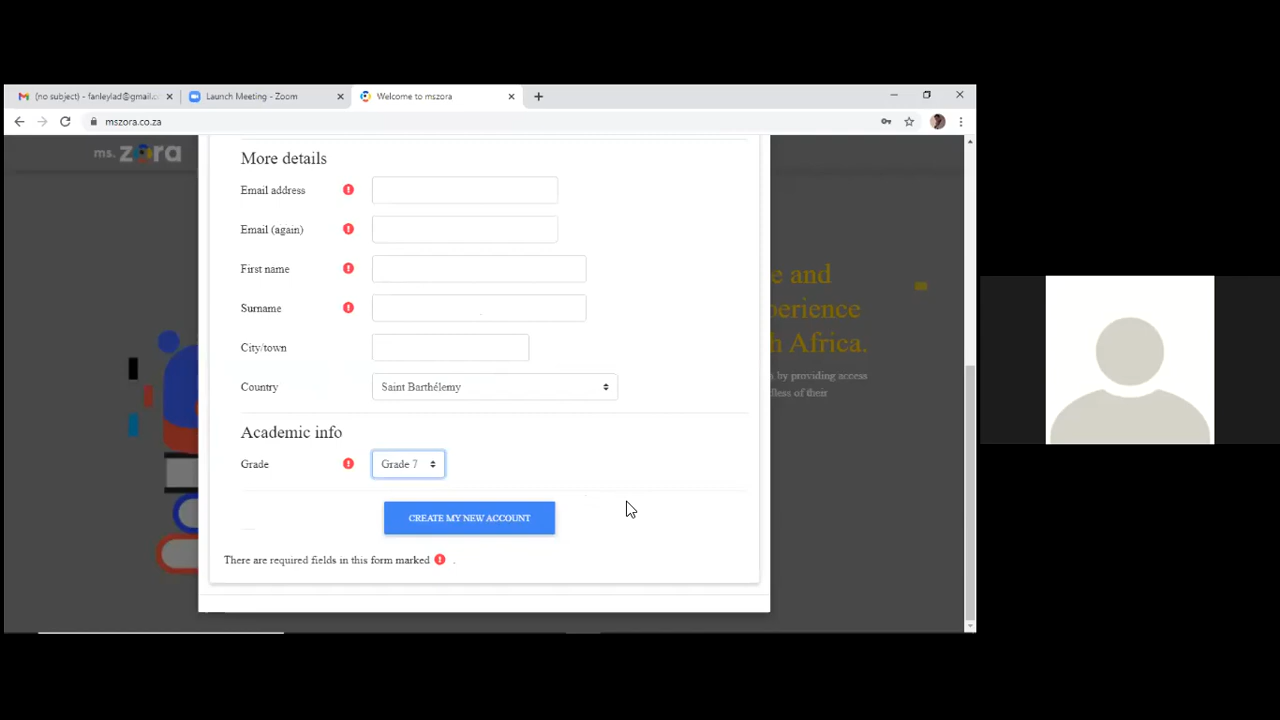 (no subject) - fanleylad@gmail.c
Launch Meeting - Zoom
Welcome to mszora
mszora.co.za
ms. zora
More details
Email address
Email (again)
First name
Surname
City/town
Country
Saint Barthélemy
Academic info
Grade
Grade 7
CREATE MY NEW ACCOUNT
There are required fields in this form marked .
e and
perience
h Africa.
by providing access
dless of their